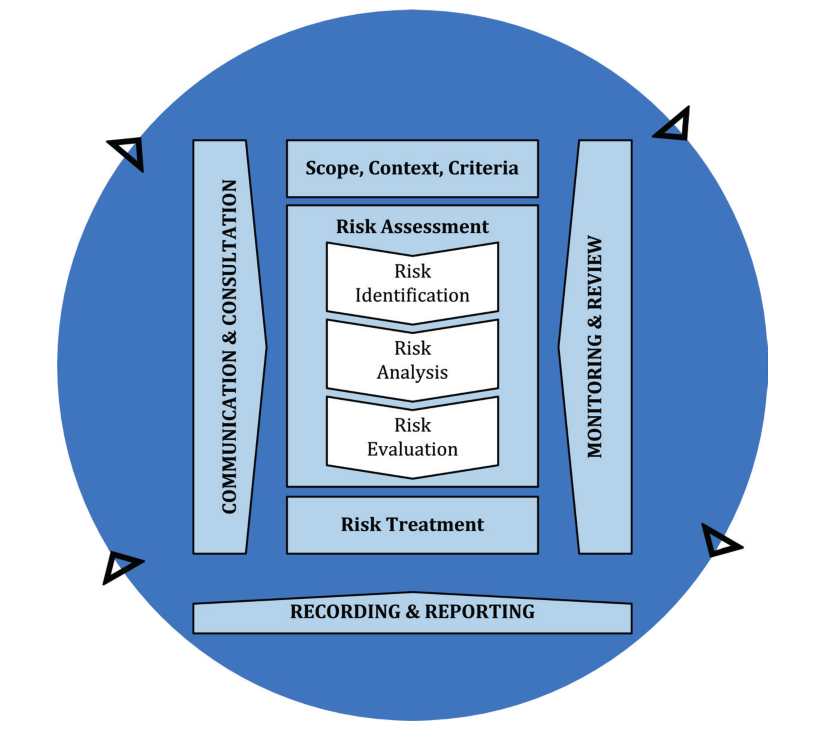 Scope, Context, Criteria
Risk Assessment
Risk
Identification
Risk
Analysis
Risk
Evaluation
Risk Treatment
COMMUNICATION & CONSULTATION
MONITORING & REVIEW
RECORDING & REPORTING